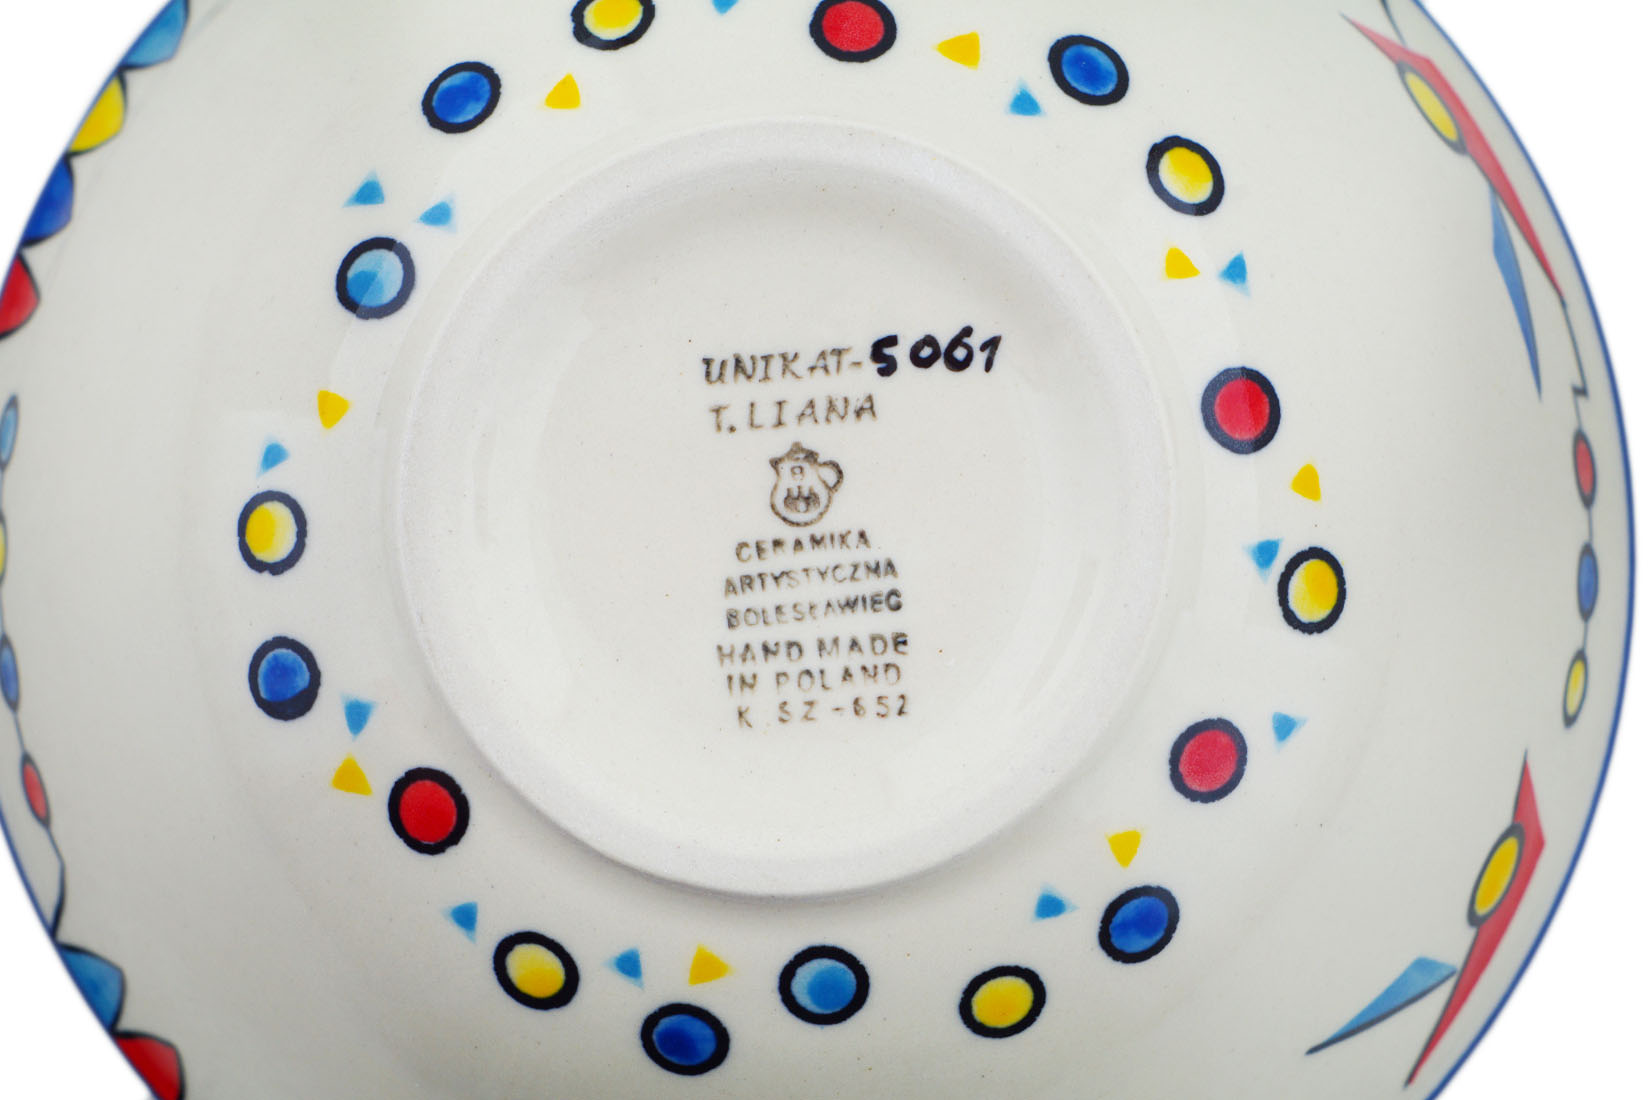 UNIKAT-5061
T. LIANA
CERAMIKA
ARTYSTYCZNA
BOLESŁAWIEC
HAND MADE
IN POLAND
K.SZ-652